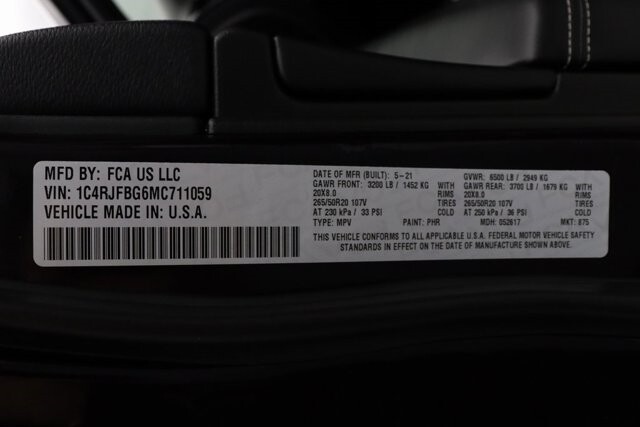 MFD BY: FCA US LLC
VIN: 1C4RJFBG6MC711059
VEHICLE MADE IN: U.S.A.
DATE OF MFR (BUILT): 5-21 GVWR: 6500 LB / 2949 KG
GAWR FRONT: 3200 LB / 1452 KG WITH GAWR REAR: 3700 LB / 1679 KG WITH
20X8.0 RIMS 20X8.0 RIMS
265/50R20 107V TIRES 265/50R20 107V TIRES
AT 230 kPa / 33 PSI COLD AT 250 kPa / 36 PSI COLD
TYPE: MPV PAINT: PHR MDH: 052617 MKT: 875
THIS VEHICLE CONFORMS TO ALL APPLICABLE U.S.A. FEDERAL MOTOR VEHICLE SAFETY
STANDARDS IN EFFECT ON THE DATE OF MANUFACTURE SHOWN ABOVE.